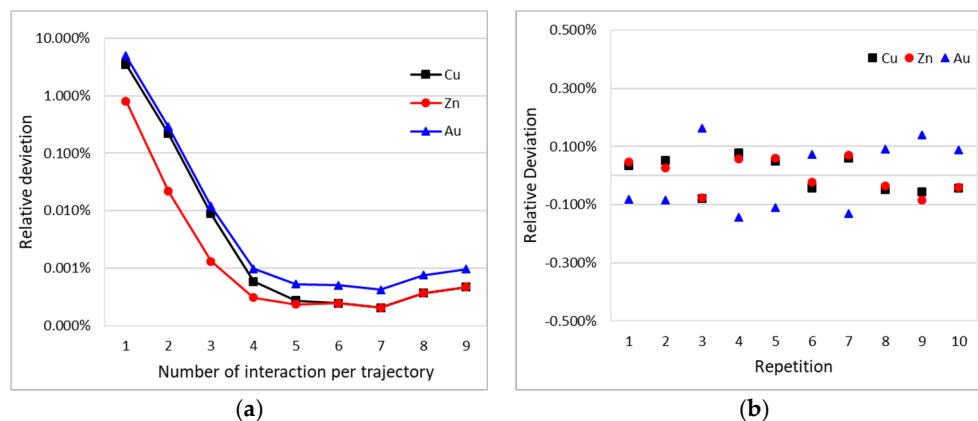 10.000%
1.000%
0.100%
0.010%
0.001%
0.000%
Relative devietion
Cu
Zn
Au
1 2 3 4 5 6 7 8 9
Number of interaction per trajectory
(a)
0.500%
0.300%
0.100%
-0.100%
-0.300%
-0.500%
Relative Deviation
Cu Zn Au
1 2 3 4 5 6 7 8 9 10
Repetition
(b)